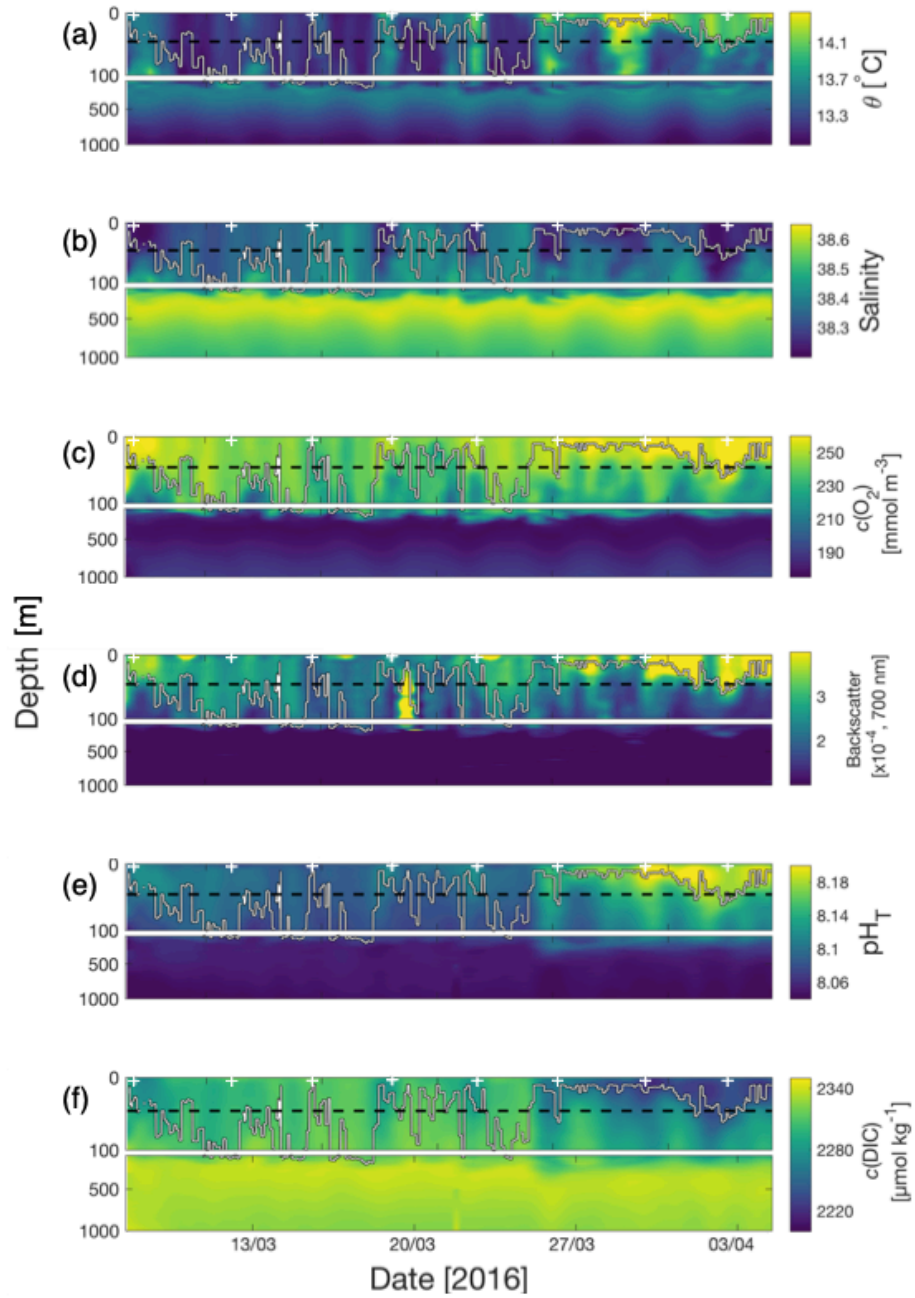 (a)
0
100
500
1000
14.1
13.7
13.3
θ [°C]
(b)
0
100
500
1000
38.6
38.5
38.3
Salinity
(c)
0
100
500
1000
250
230
210
190
c(O2)
[mmol m-3]
Depth [m]
(d)
0
100
500
1000
3
2
Backscatter
[x10-4, 700 nm]
(e)
0
100
500
1000
8.18
8.14
8.1
8.06
pHT
(f)
0
100
500
1000
2340
2280
2220
c(DIC)
[μmol kg-1]
13/03
20/03
27/03
03/04
Date [2016]